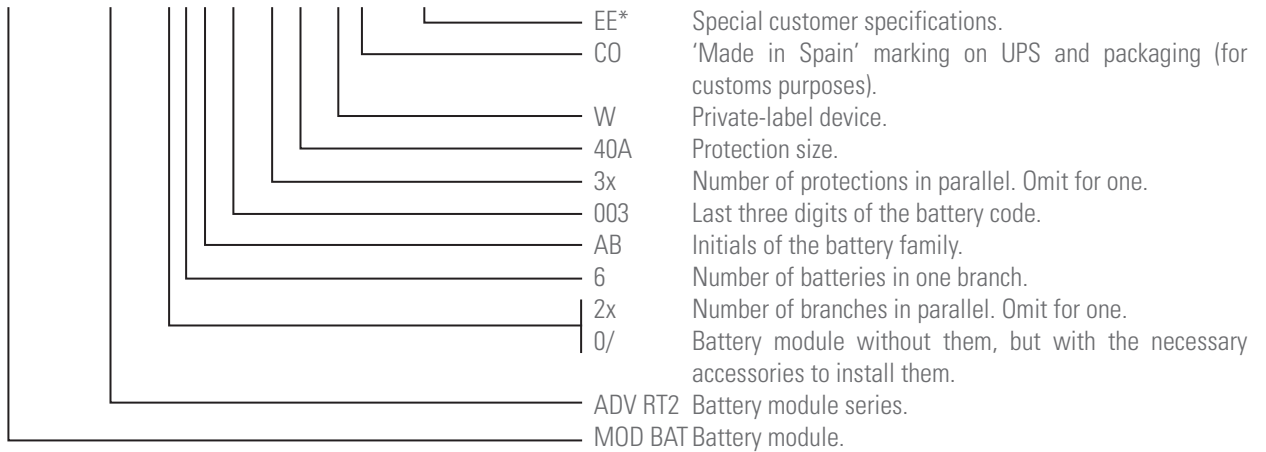 EE* Special customer specifications.
CO ‘Made in Spain’ marking on UPS and packaging (for
customs purposes).
W Private-label device.
40A Protection size.
3x Number of protections in parallel. Omit for one.
003 Last three digits of the battery code.
AB Initials of the battery family.
6 Number of batteries in one branch.
2x Number of branches in parallel. Omit for one.
0/ Battery module without them, but with the necessary
accessories to install them.
ADV RT2 Battery module series.
MOD BAT Battery module.